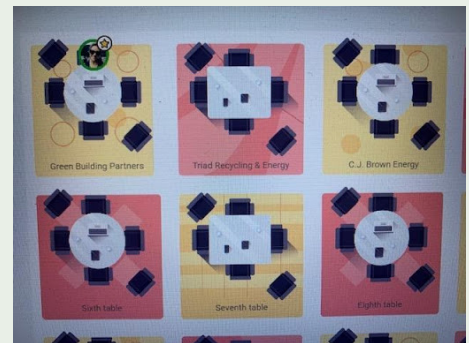 Green Building Partners
Triad Recycling & Energy
C.J. Brown Energy
Sixth table
Seventh table
Eighth table